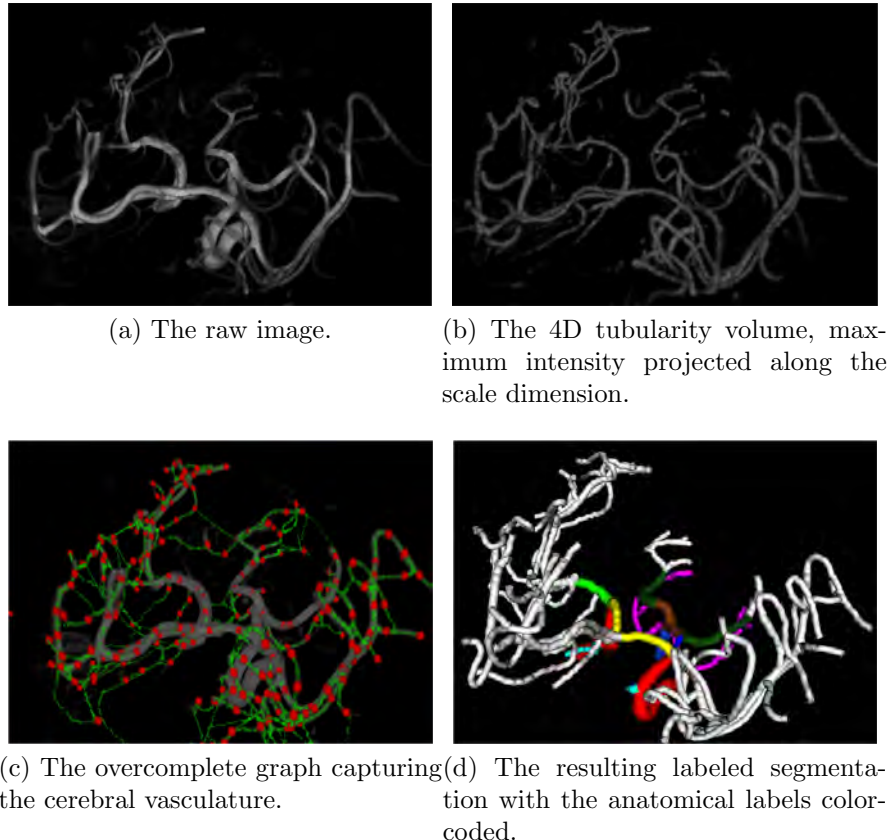 (a) The raw image.
(b) The 4D tubularity volume, max-
imum intensity projected along the
scale dimension.
(c) The overcomplete graph capturing
the cerebral vasculature.
(d) The resulting labeled segmenta-
tion with the anatomical labels color-
coded.